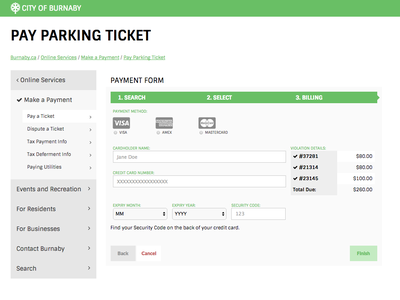 CITY OF BURNABY
PAY PARKING TICKET
Burnaby.ca / Online Services / Make a Payment / Pay Parking Ticket
< Online Services
✔ Make a Payment
Pay a Ticket >
Dispute a Ticket >
Tax Payment Info >
Tax Deferment Info >
Paying Utilities >
Events and Recreation >
For Residents >
For Businesses >
Contact Burnaby >
Search >
PAYMENT FORM
1. SEARCH 2. SELECT 3. BILLING
PAYMENT METHOD:
VISA
VISA AMEX MASTERCARD
CARDHOLDER NAME:
Jane Doe
CREDIT CARD NUMBER
XXXXXXXXXXXXXXXXX
EXPIRY MONTH: EXPIRY YEAR: SECURITY CODE:
MM YYYY 123
Find your Security Code on the back of your credit card.
VIOLATION DETAILS:
✔ #37281 $80.00
✔ #21314 $80.00
✔ #23145 $100.00
Total Due: $260.00
Back Cancel Finish